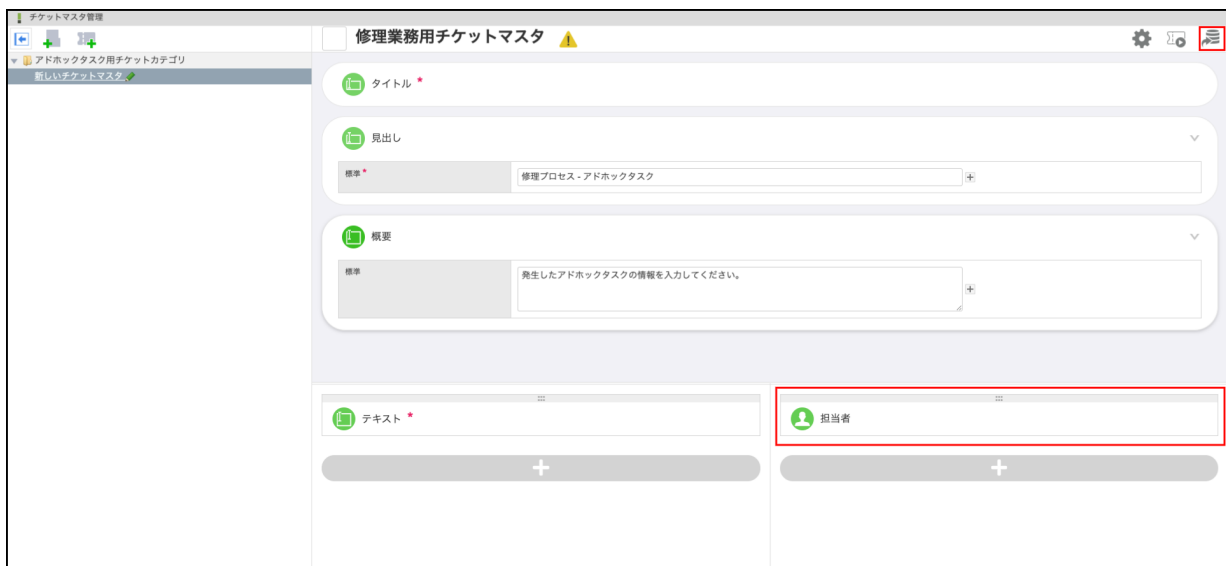 チケットマスタ管理
修理業務用チケットマスタ
アドホックタスク用チケットカテゴリ
新しいチケットマスタ
タイトル *
見出し
標準 *
修理プロセス - アドホックタスク
概要
標準
発生したアドホックタスクの情報を入力してください。
テキスト *
担当者